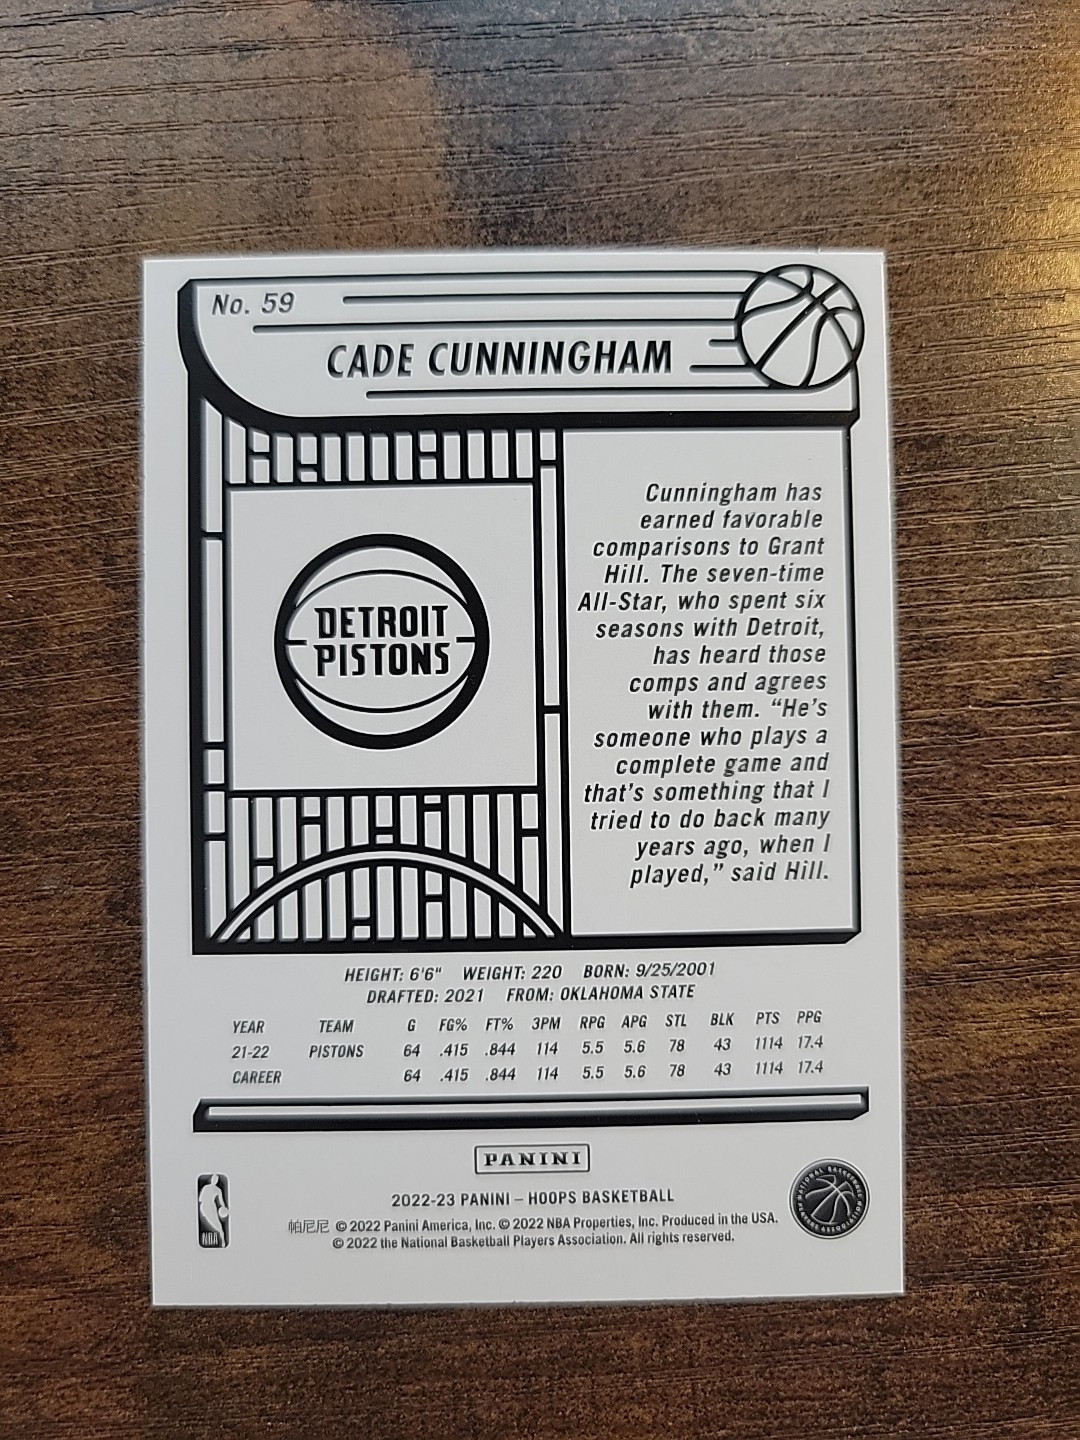 No. 59
CADE CUNNINGHAM
DETROIT
PISTONS
Cunningham has
earned favorable
comparisons to Grant
Hill. The seven-time
All-Star, who spent six
seasons with Detroit,
has heard those
comps and agrees
with them. “He’s
someone who plays a
complete game and
that’s something that I
tried to do back many
years ago, when I
played,” said Hill.
HEIGHT: 6'6" WEIGHT: 220 BORN: 9/25/2001
DRAFTED: 2021 FROM: OKLAHOMA STATE
YEAR TEAM G FG% FT% 3PM RPG APG STL BLK PTS PPG
21-22 PISTONS 64 .415 .844 114 5.5 5.6 78 43 1114 17.4
CAREER 64 .415 .844 114 5.5 5.6 78 43 1114 17.4
PANINI
2022-23 PANINI – HOOPS BASKETBALL
帕尼尼 © 2022 Panini America, Inc. © 2022 NBA Properties, Inc. Produced in the USA.
© 2022 the National Basketball Players Association. All rights reserved.
NBA
NATIONAL BASKETBALL
PLAYERS ASSOCIATION